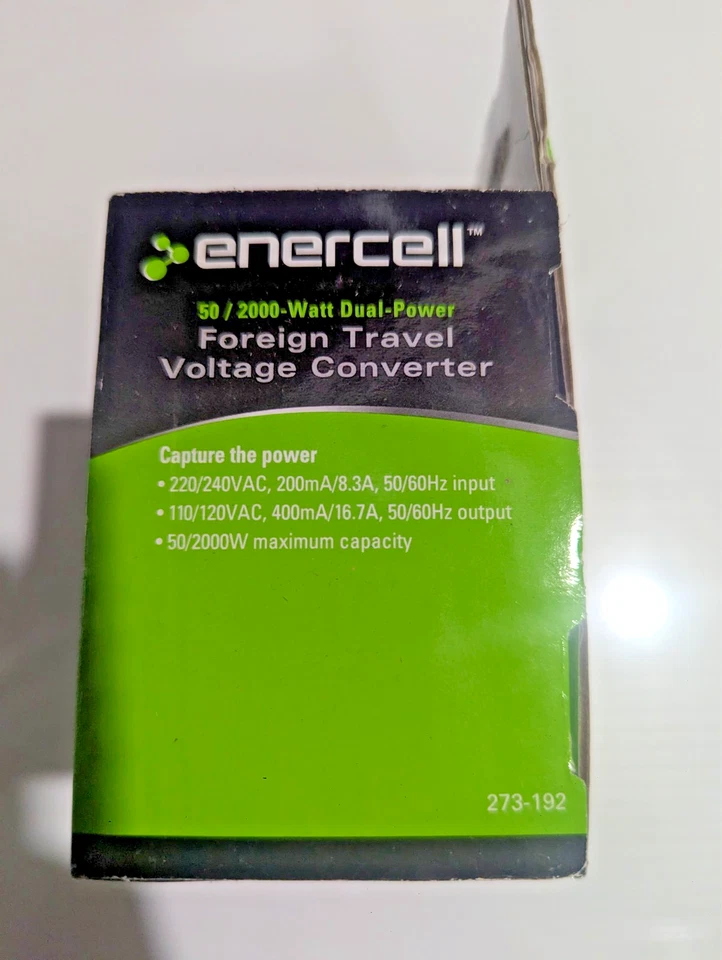 enercell™
50 / 2000-Watt Dual-Power
Foreign Travel
Voltage Converter
Capture the power
• 220/240VAC, 200mA/8.3A, 50/60Hz input
• 110/120VAC, 400mA/16.7A, 50/60Hz output
• 50/2000W maximum capacity
273-192